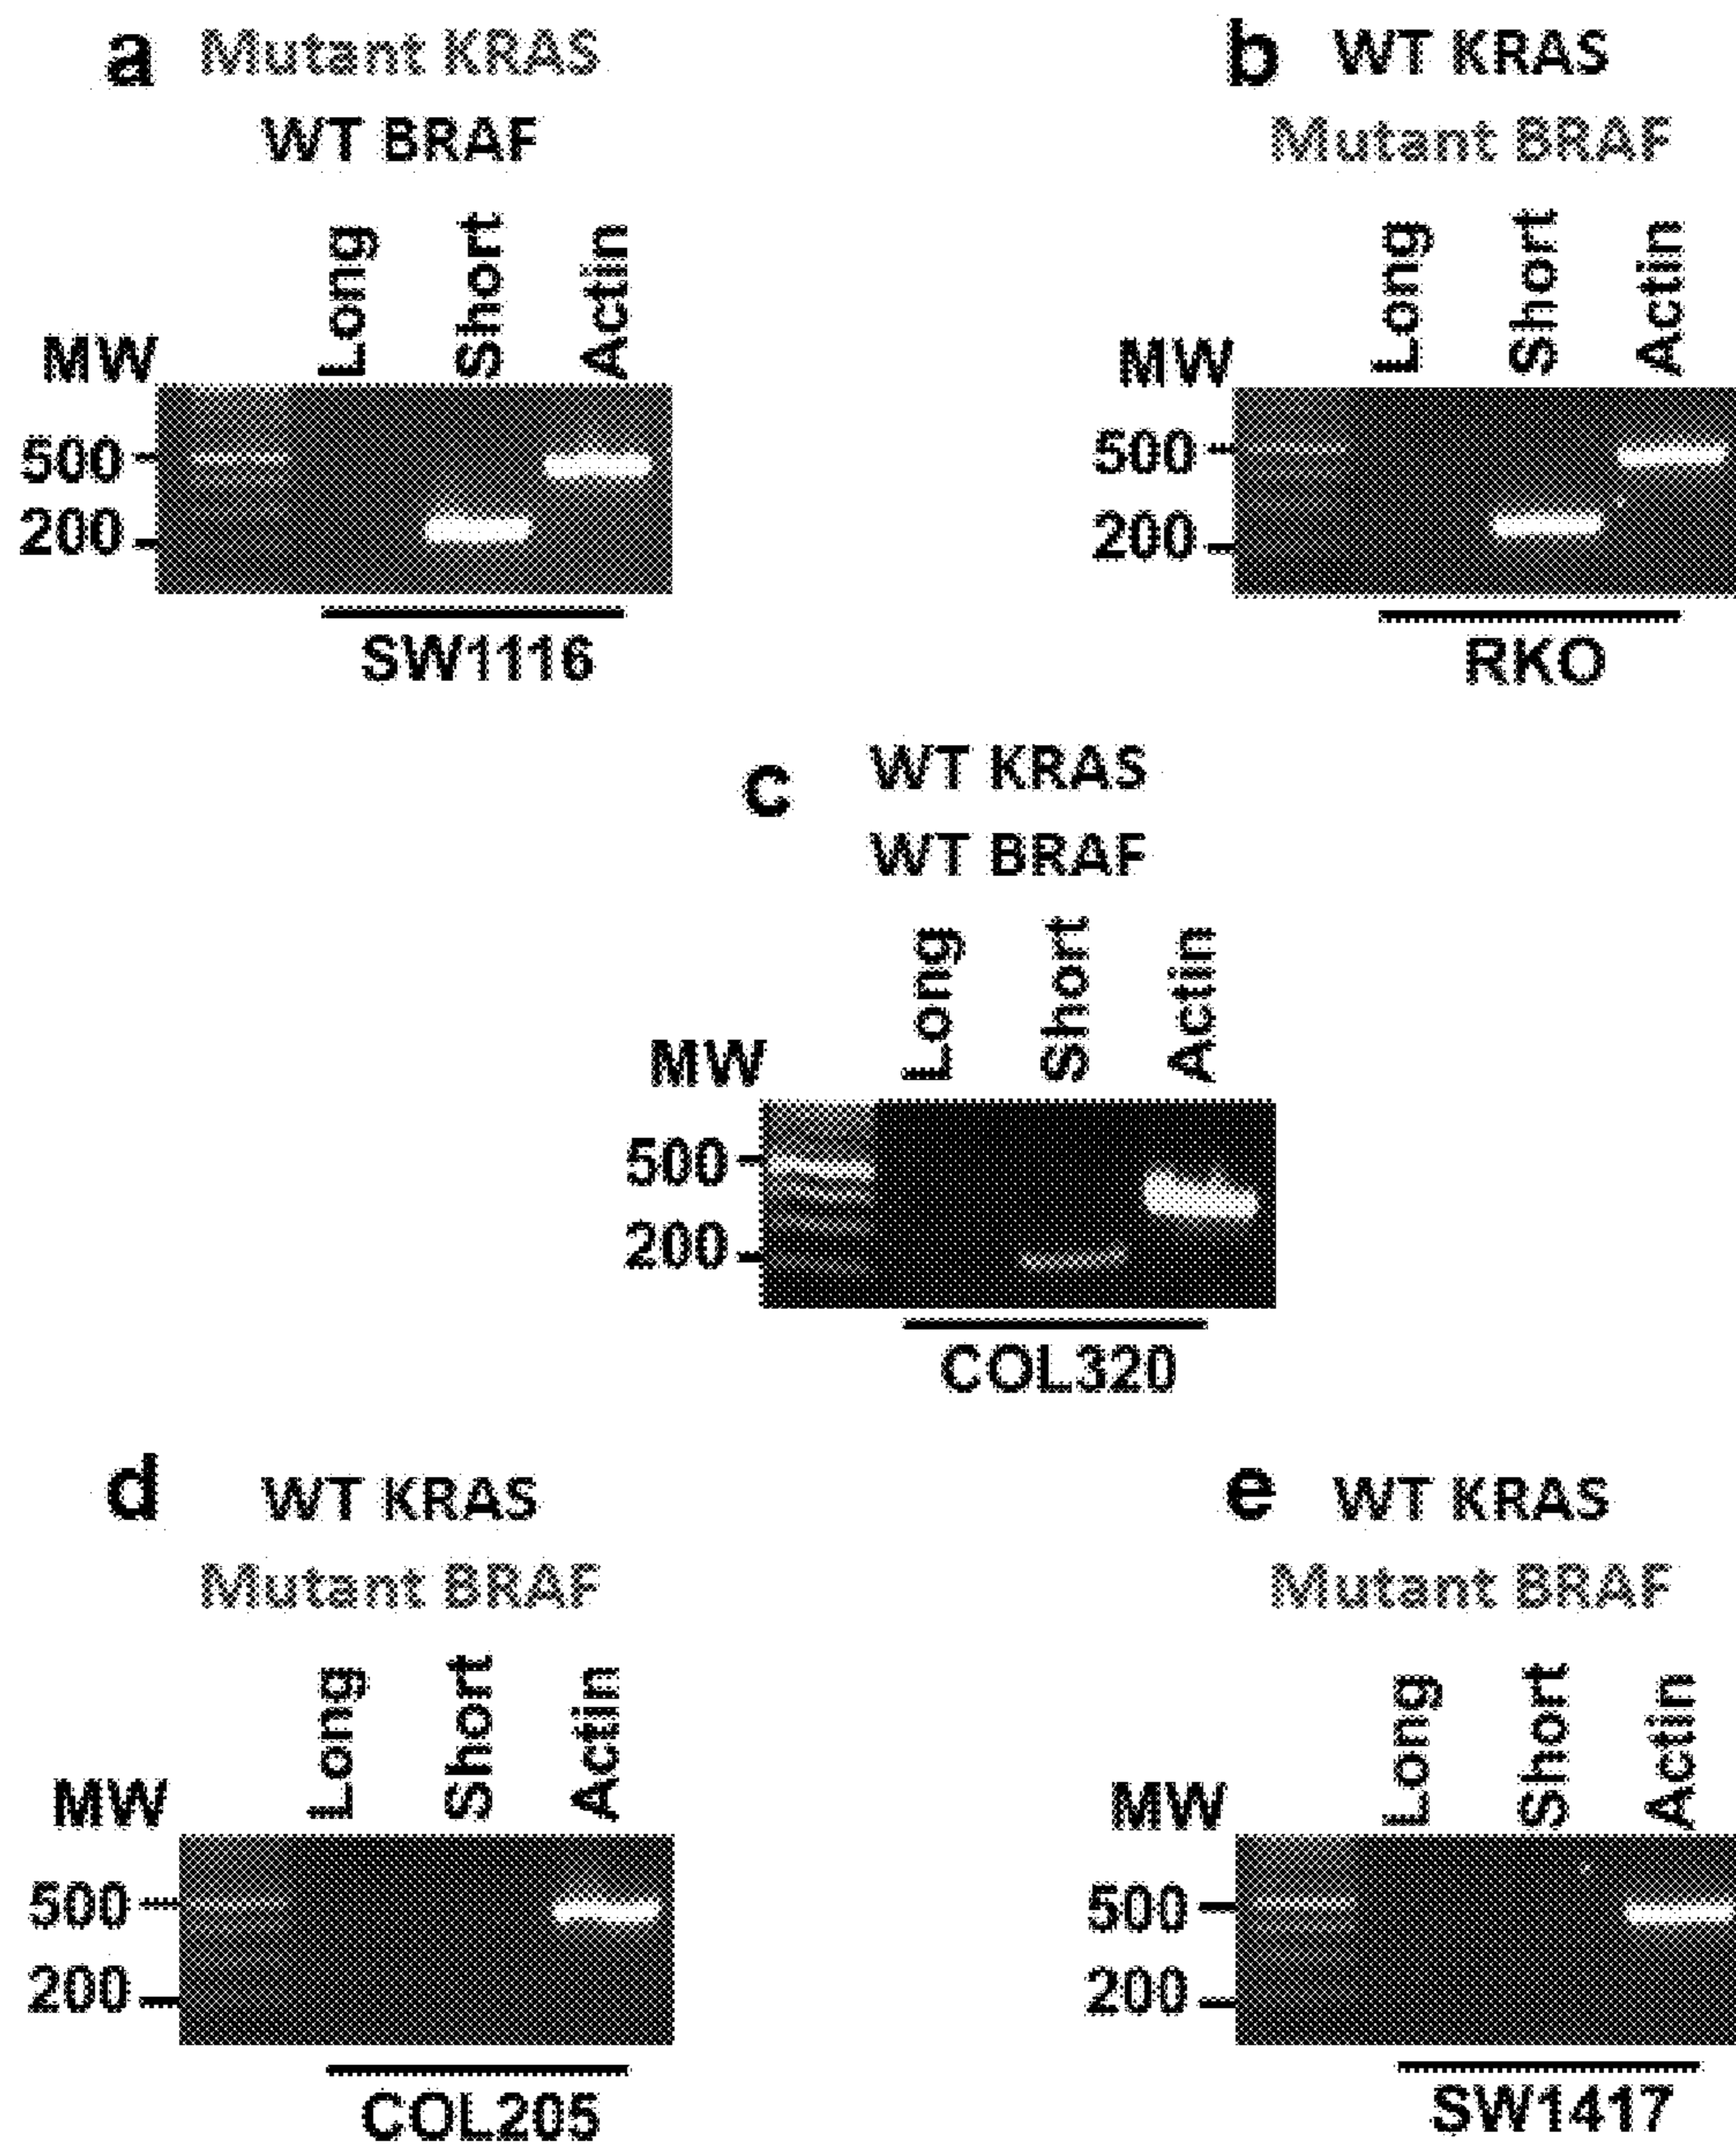 a Mutant KRAS
WT BRAF
Long
Short
Actin
MW
500
200
SW1116
b WT KRAS
Mutant BRAF
Long
Short
Actin
MW
500
200
RKO
c WT KRAS
WT BRAF
Long
Short
Actin
MW
500
200
COL320
d WT KRAS
Mutant BRAF
Long
Short
Actin
MW
500
200
COL205
e WT KRAS
Mutant BRAF
Long
Short
Actin
MW
500
200
SW1417